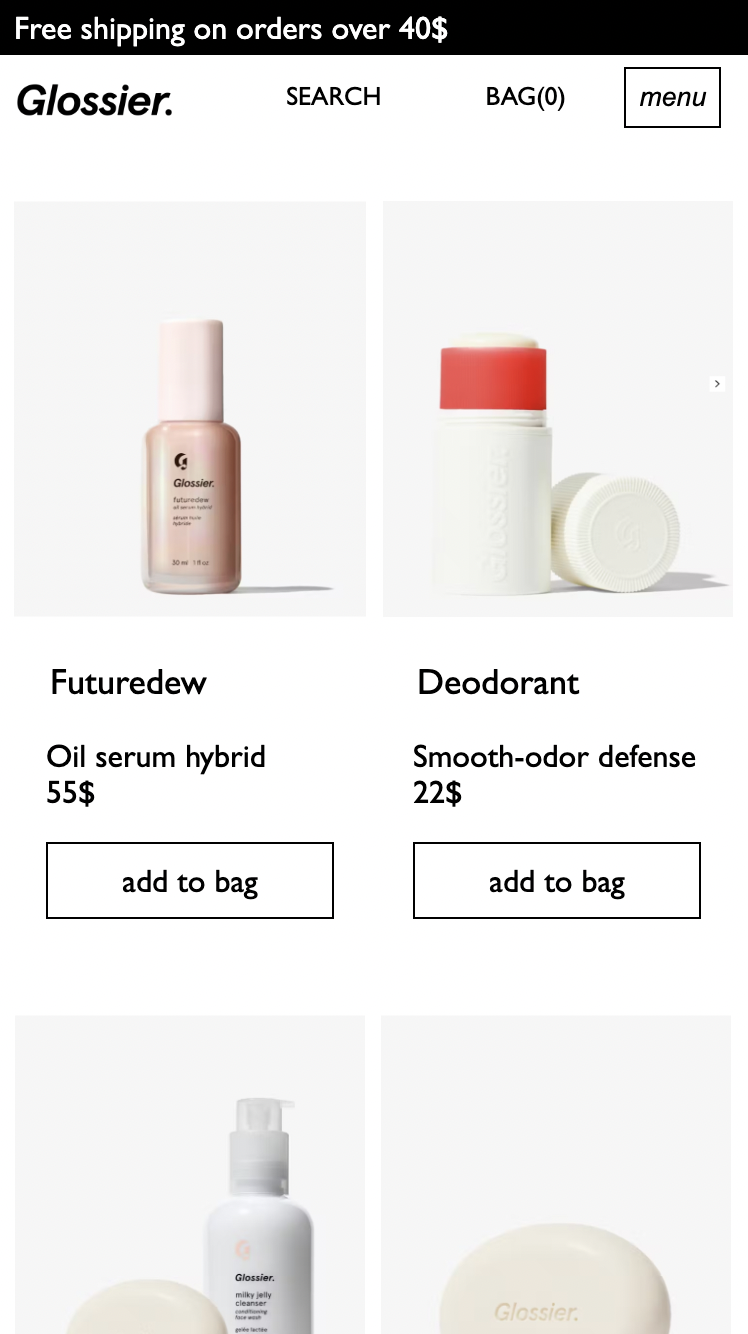 Free shipping on orders over 40$
Glossier.
SEARCH
BAG(0)
menu
Glossier.
futuredew
oil serum hybrid
sérum huile
hybride
30 ml 1 fl oz
Glossier.
Futuredew
Deodorant
Oil serum hybrid
55$
Smooth-odor defense
22$
add to bag
add to bag
Glossier.
milky jelly
cleanser
conditioning
face wash
gelée lactée
Glossier.